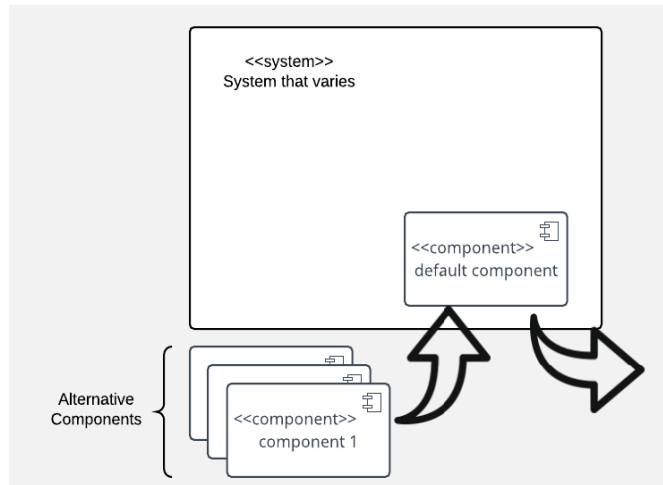 <<system>>
System that varies
<<component>>
default component
Alternative
Components
<<component>>
component 1